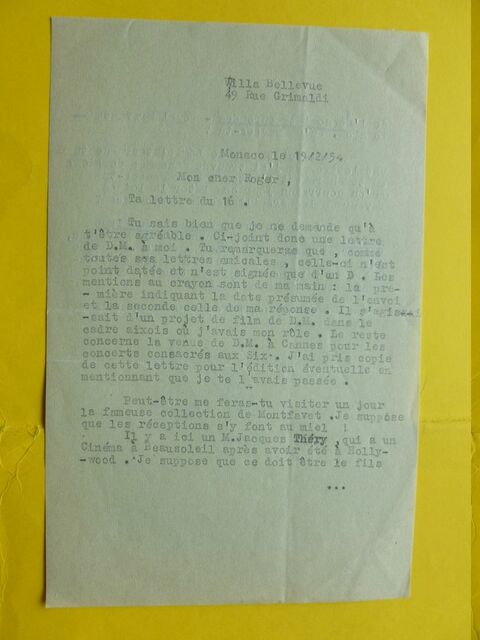 Villa Bellevue
49 Rue Grimaldi
Monaco le 19/2/54
Mon cher Roger ,
Ta lettre du 16 .
Tu sais bien que je ne demande qu'à
t'être agréable . Ci-joint donc une lettre
de D.M. à moi . Tu remarqueras que , comme
toutes ses lettres amicales , celle-ci n'est
point datée et n'est signée que d'un D . Les
mentions au crayon sont de ma main : la pre-
-mière indiquant la date présumée de l'envoi
et la seconde celle de ma réponse . Il s'agis
-sait d'un projet de film de D.M. dans le
cadre aixois où j'avais mon rôle . Le reste
concerne la venue de D.M. à Cannes pour les
concerts consacrés aux Six . J'ai pris copie
de cette lettre pour l'édition éventuelle en
mentionnant que je te l'avais passée .
Peut-être me feras-tu visiter un jour
la fameuse collection de Montfavet .Je suppose
que les réceptions s'y font au miel !
Il y a ici un M.Jacques Théry , qui a un
Cinéma à Beausoleil après avoir été à Holly-
-wood . Je suppose que ce doit être le fils
...